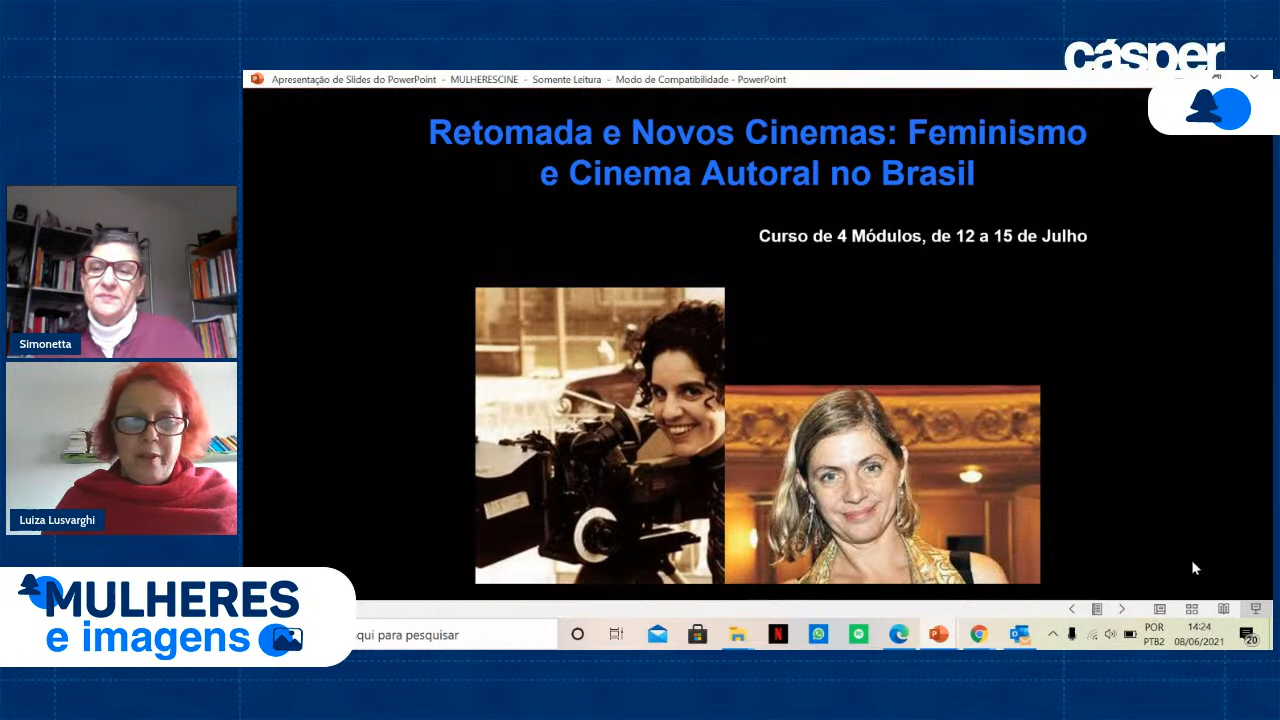 cásper
Apresentação de Slides do PowerPoint - MULHERESCINE - Somente Leitura - Modo de Compatibilidade - PowerPoint
Retomada e Novos Cinemas: Feminismo
e Cinema Autoral no Brasil
Curso de 4 Módulos, de 12 a 15 de Julho
Simonetta
Luiza Lusvarghi
MULHERES
e imagens
aqui para pesquisar
N
POR
PTB2
14:24
08/06/2021
20